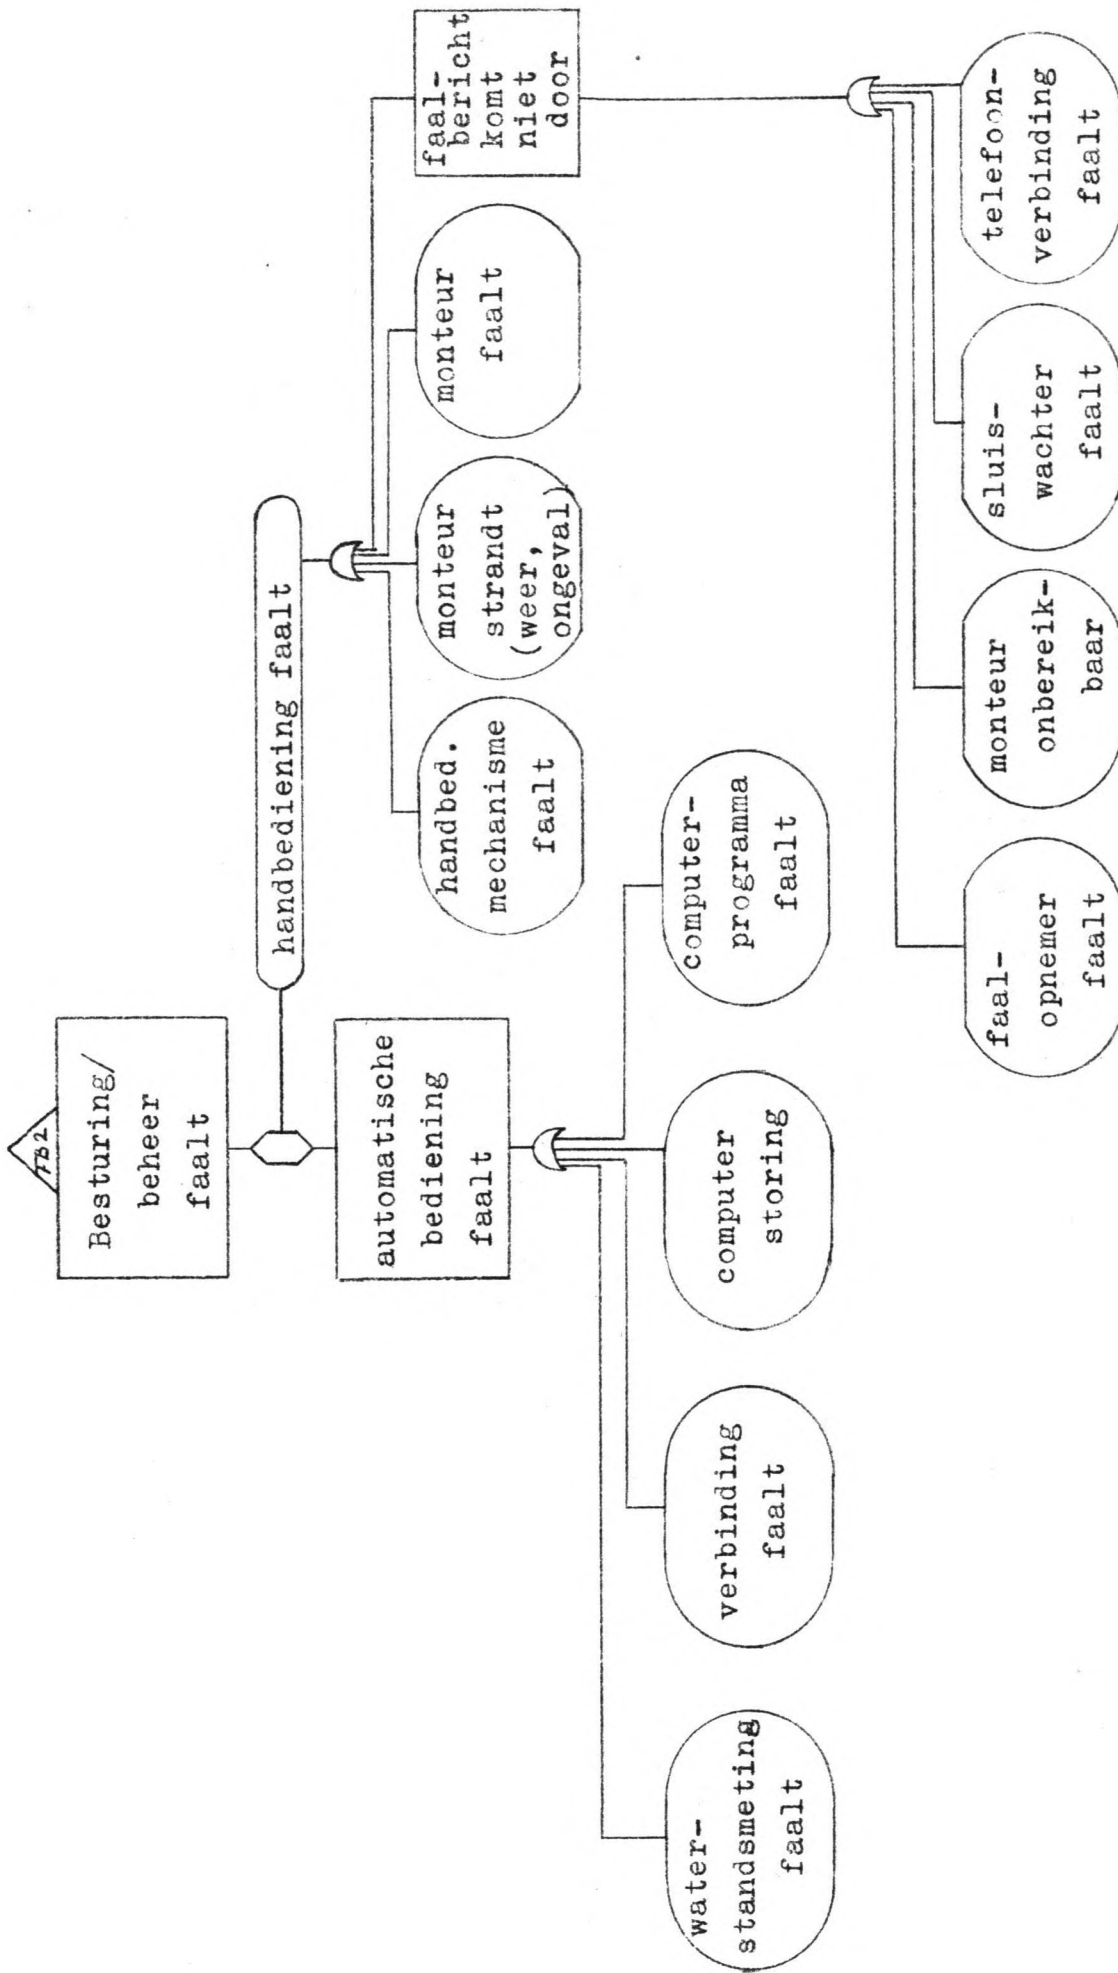 7b2
Besturing/
beheer
faalt
handbediening faalt
automatische
bediening
faalt
handbed.
mechanisme
faalt
monteur
strandt
(weer,
ongeval)
monteur
faalt
faal-
bericht
komt
niet
door
water-
standsmeting
faalt
verbinding
faalt
computer
storing
computer-
programma
faalt
faal-
opnemer
faalt
monteur
onbereik-
baar
sluis-
wachter
faalt
telefoon-
verbinding
faalt